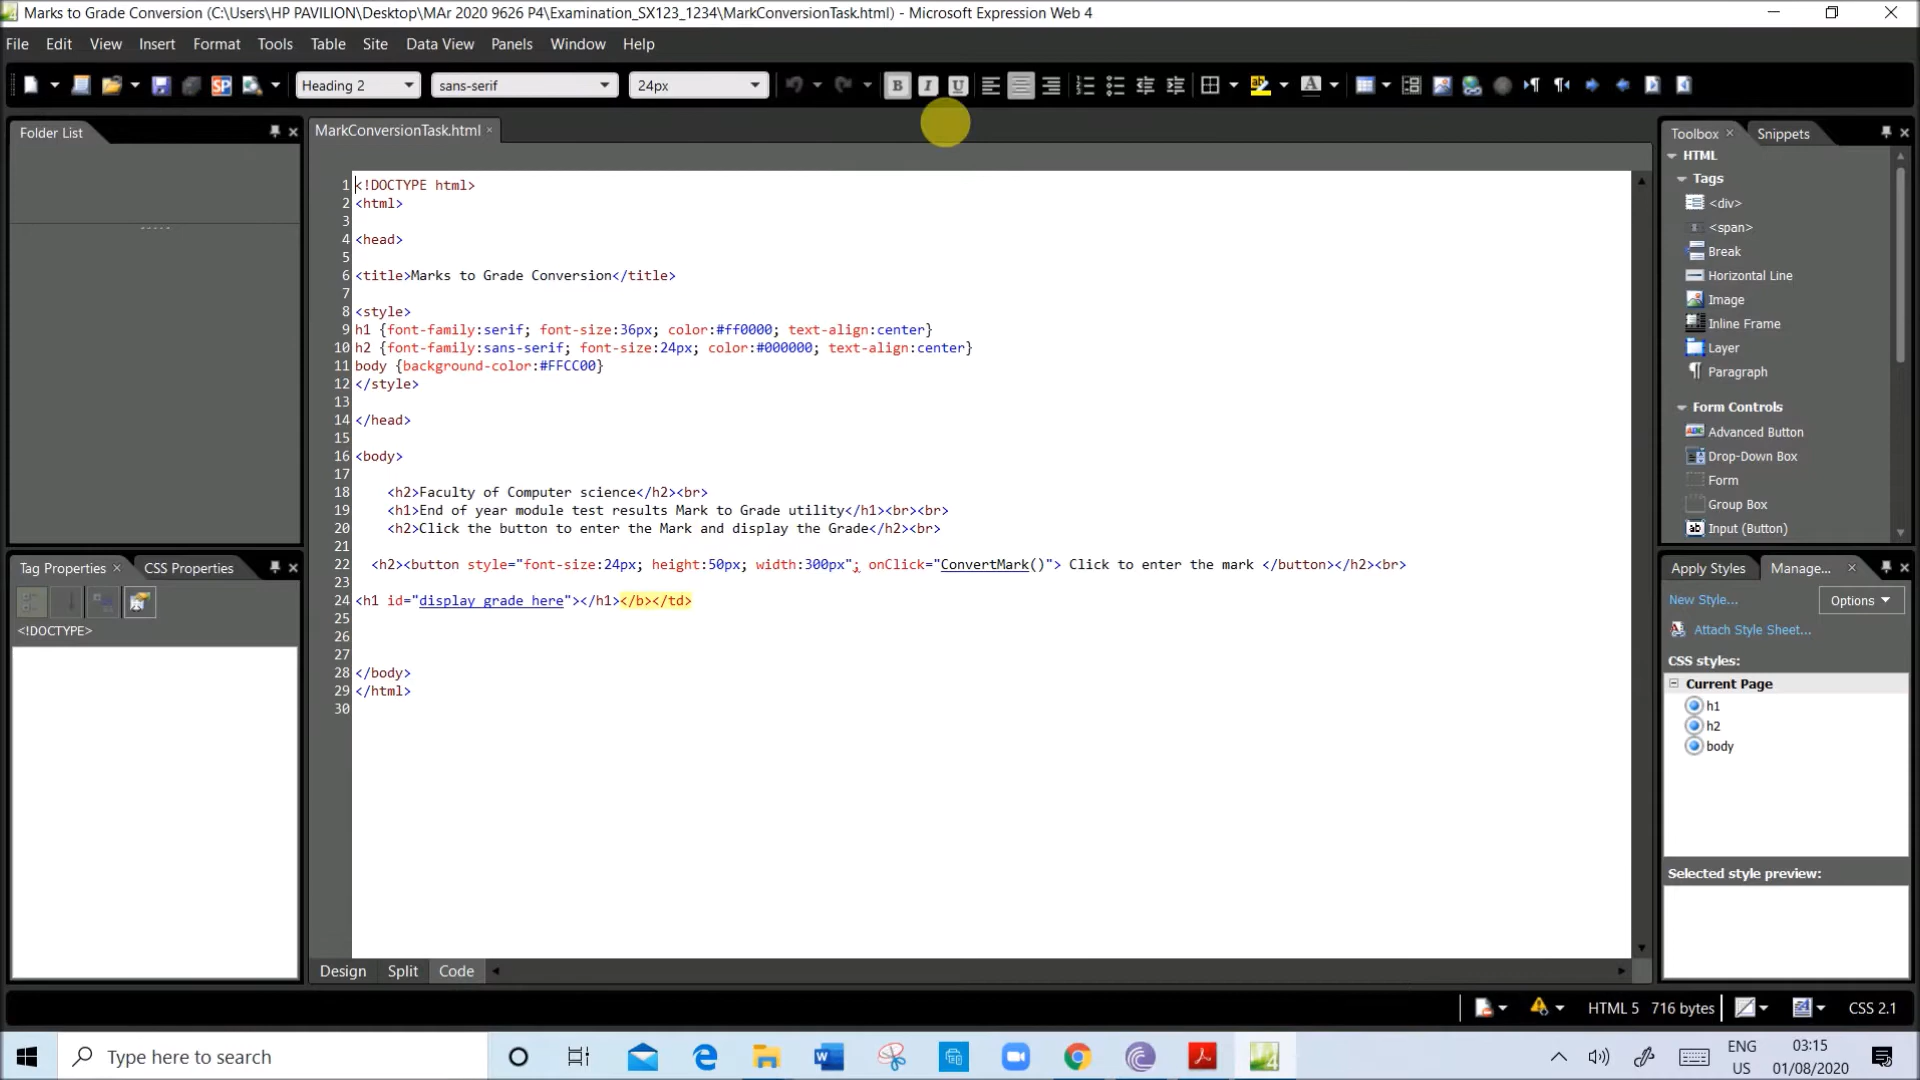 Marks to Grade Conversion (C:\Users\HP PAVILION\Desktop\MAr 2020 9626 P4\Examination_SX123_1234\MarkConversionTask.html) - Microsoft Expression Web 4
File Edit View Insert Format Tools Table Site Data View Panels Window Help
Heading 2 sans-serif 24px
Folder List
MarkConversionTask.html
Toolbox Snippets
HTML
Tags
<div>
<span>
Break
Horizontal Line
Image
Inline Frame
Layer
Paragraph
Form Controls
Advanced Button
Drop-Down Box
Form
Group Box
Input (Button)
1 <!DOCTYPE html>
2 <html>
3
4 <head>
5
6 <title>Marks to Grade Conversion</title>
7
8 <style>
9 h1 {font-family:serif; font-size:36px; color:#ff0000; text-align:center}
10 h2 {font-family:sans-serif; font-size:24px; color:#000000; text-align:center}
11 body {background-color:#FFCC00}
12 </style>
13
14 </head>
15
16 <body>
17
18 <h2>Faculty of Computer science</h2><br>
19 <h1>End of year module test results Mark to Grade utility</h1><br><br>
20 <h2>Click the button to enter the Mark and display the Grade</h2><br>
21
22 <h2><button style="font-size:24px; height:50px; width:300px"; onClick="ConvertMark()"> Click to enter the mark </button></h2><br>
23
24 <h1 id="display_grade_here"></h1></b></td>
25
26
27
28 </body>
29 </html>
30
Tag Properties CSS Properties
<!DOCTYPE>
Apply Styles Manage...
New Style... Options
Attach Style Sheet...
CSS styles:
Current Page
h1
h2
body
Selected style preview:
Design Split Code
HTML 5 716 bytes CSS 2.1
Type here to search
ENG
US
03:15
01/08/2020